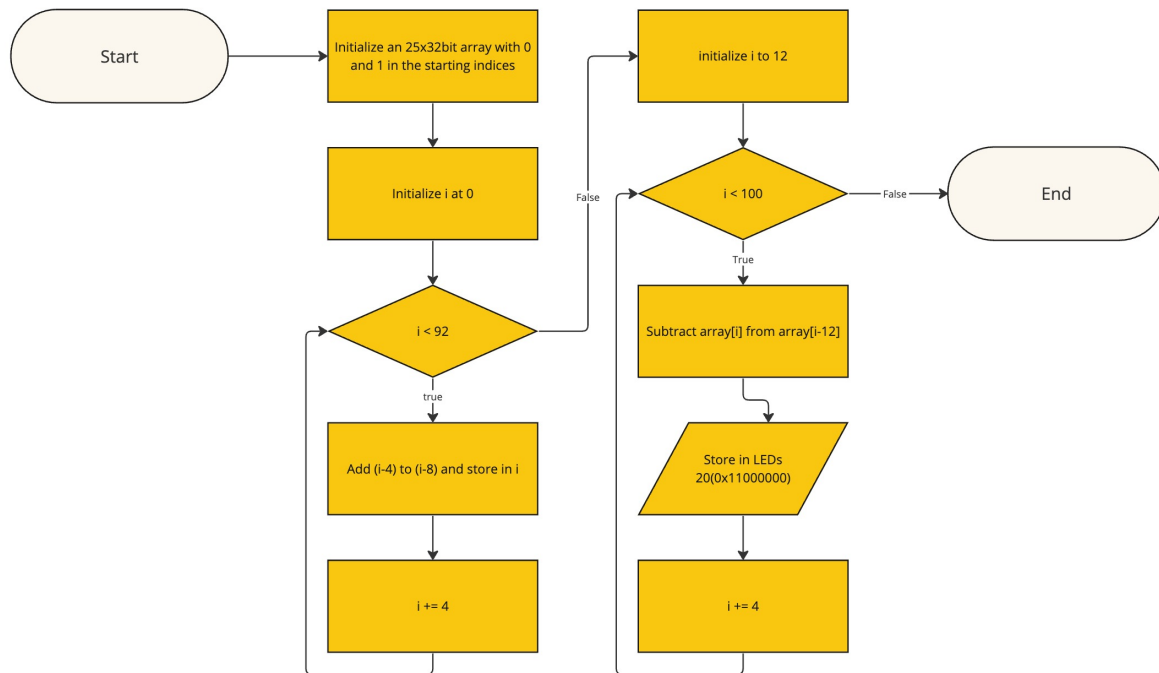 Start
Initialize an 25x32bit array with 0
and 1 in the starting indices
Initialize i at 0
i < 92
true
Add (i-4) to (i-8) and store in i
i += 4
False
initialize i to 12
i < 100
False
End
True
Subtract array[i] from array[i-12]
Store in LEDs
20(0x11000000)
i += 4